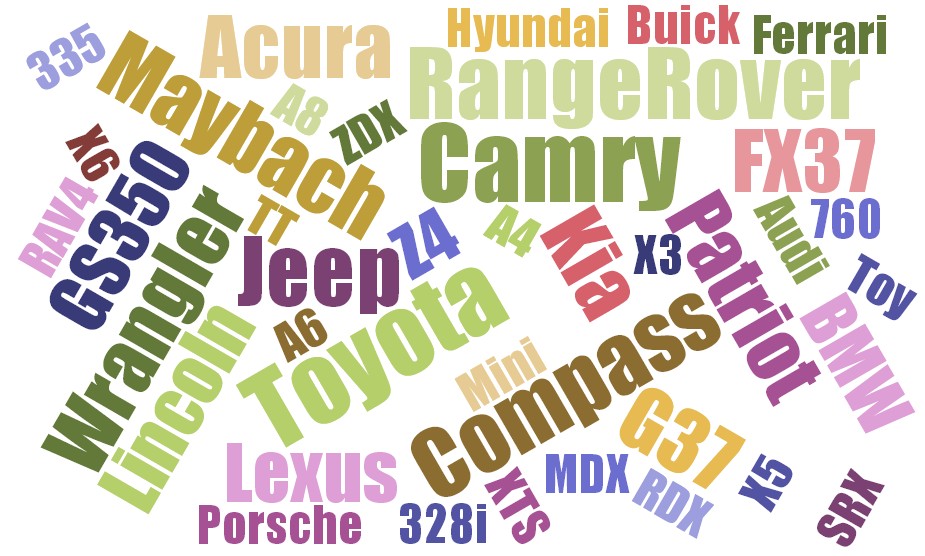 Hyundai
Buick
Ferrari
335
Acura
Maybach
RangeRover
A8
ZDX
Camry
FX37
X6
GS350
RAV4
TT
Z4
A4
Kia
X3
Patriot
Audi
760
Wrangler
Jeep
Toyota
Toy
Lincoln
A6
Mini
Compass
BMW
G37
Lexus
XTS
MDX
RDX
X5
SRX
Porsche
328i